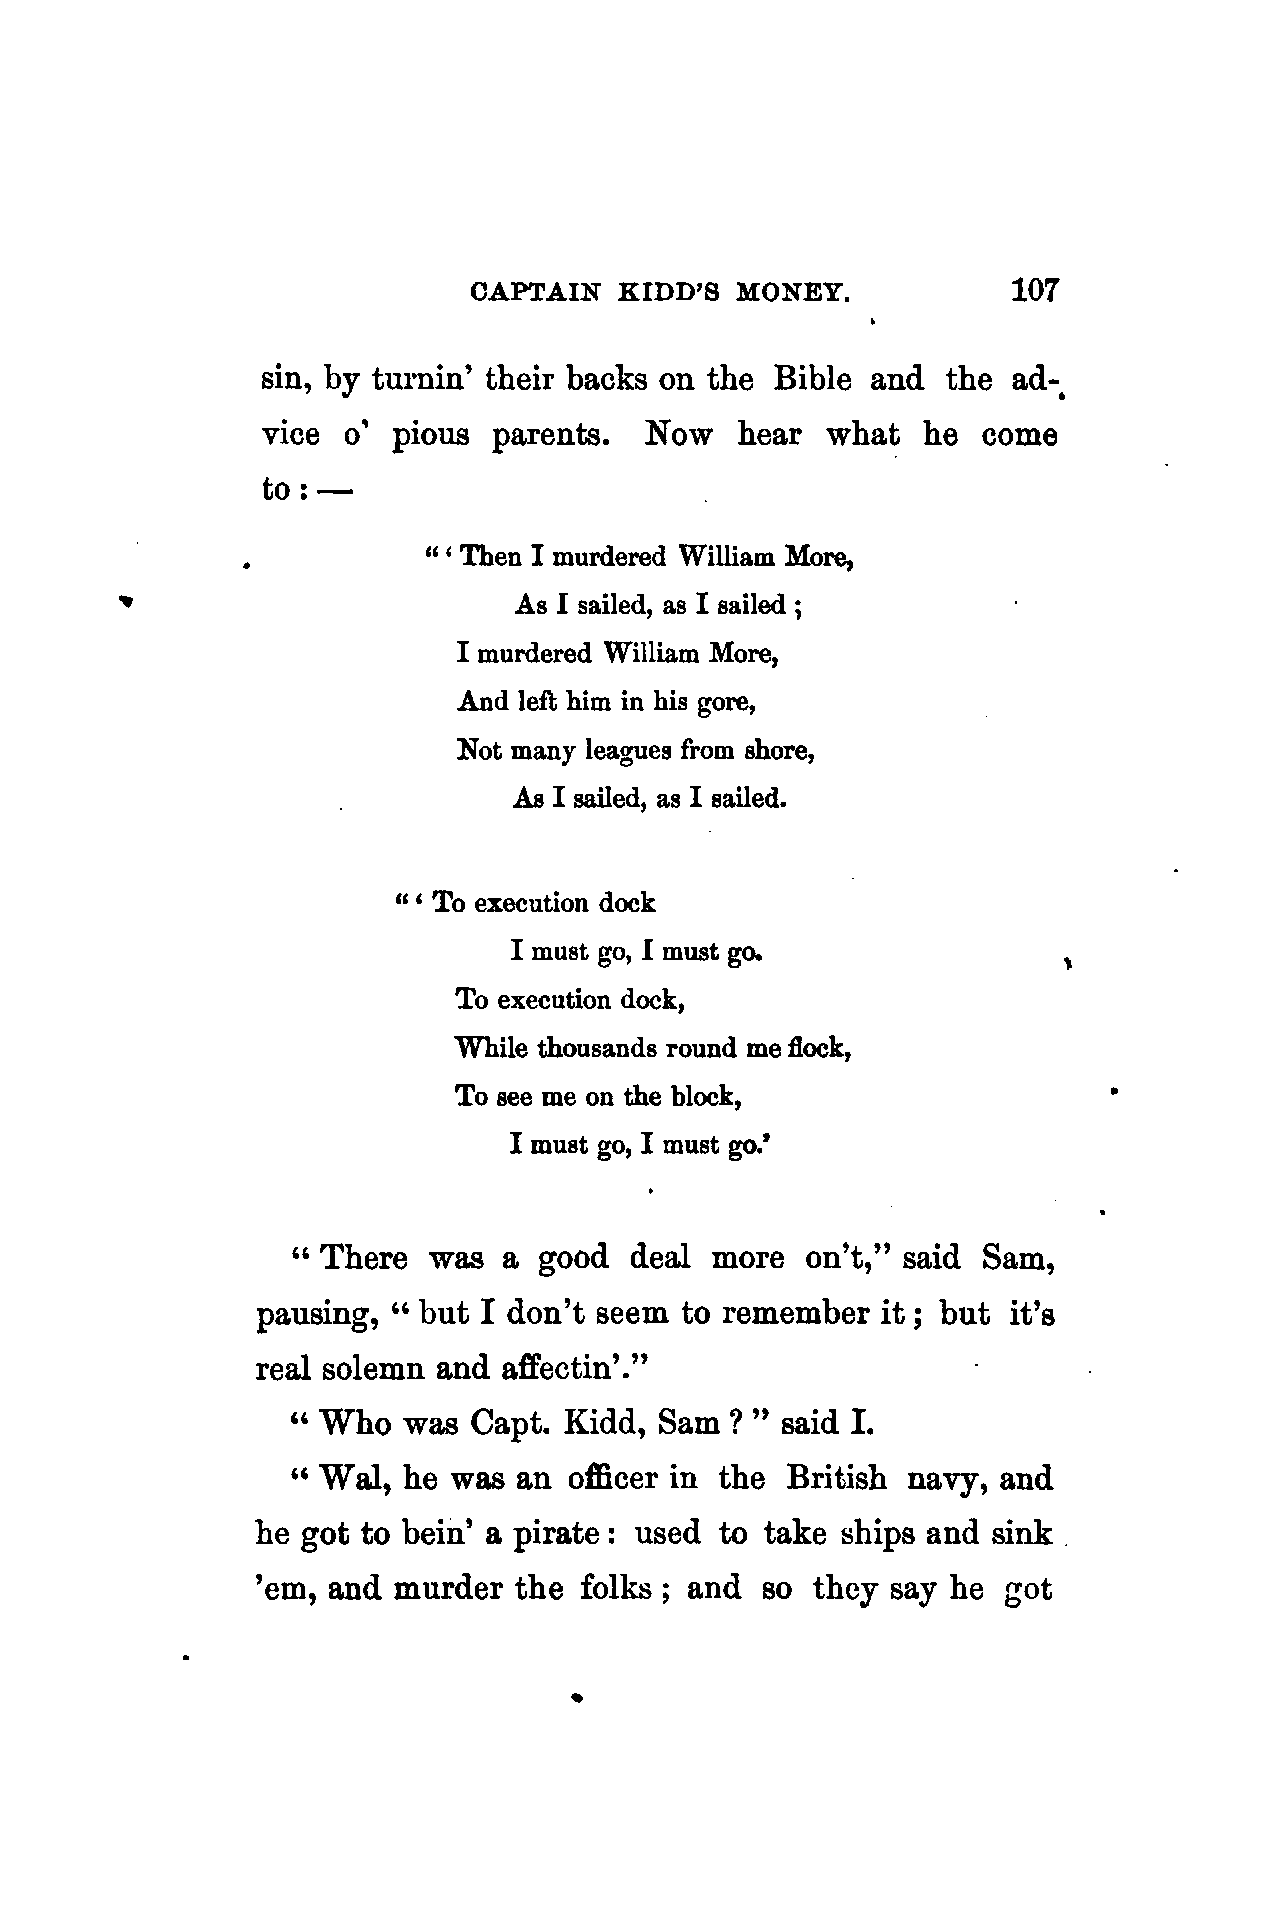 CAPTAIN KIDD'S MONEY. 107
sin, by turnin' their backs on the Bible and the ad-
vice o' pious parents. Now hear what he come
to : —
" ' Then I murdered William More,
As I sailed, as I sailed ;
I murdered William More,
And left him in his gore,
Not many leagues from shore,
As I sailed, as I sailed.
" ' To execution dock
I must go, I must go.
To execution dock,
While thousands round me flock,
To see me on the block,
I must go, I must go.'
" There was a good deal more on't," said Sam,
pausing, " but I don't seem to remember it ; but it's
real solemn and affectin'."
" Who was Capt. Kidd, Sam ? " said I.
" Wal, he was an officer in the British navy, and
he got to bein' a pirate : used to take ships and sink
'em, and murder the folks ; and so they say he got